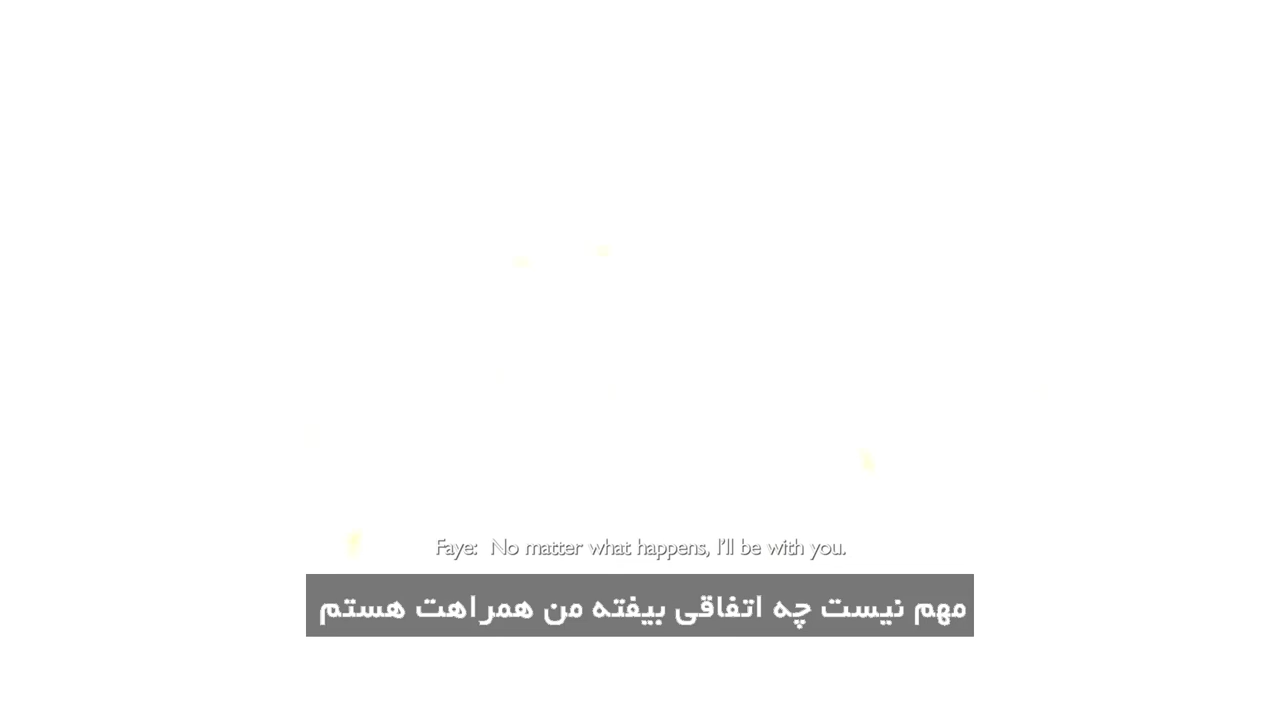 Faye: No matter what happens, I'll be with you.
مهم نیست چه اتفاقی بیفته من همراهت هستم